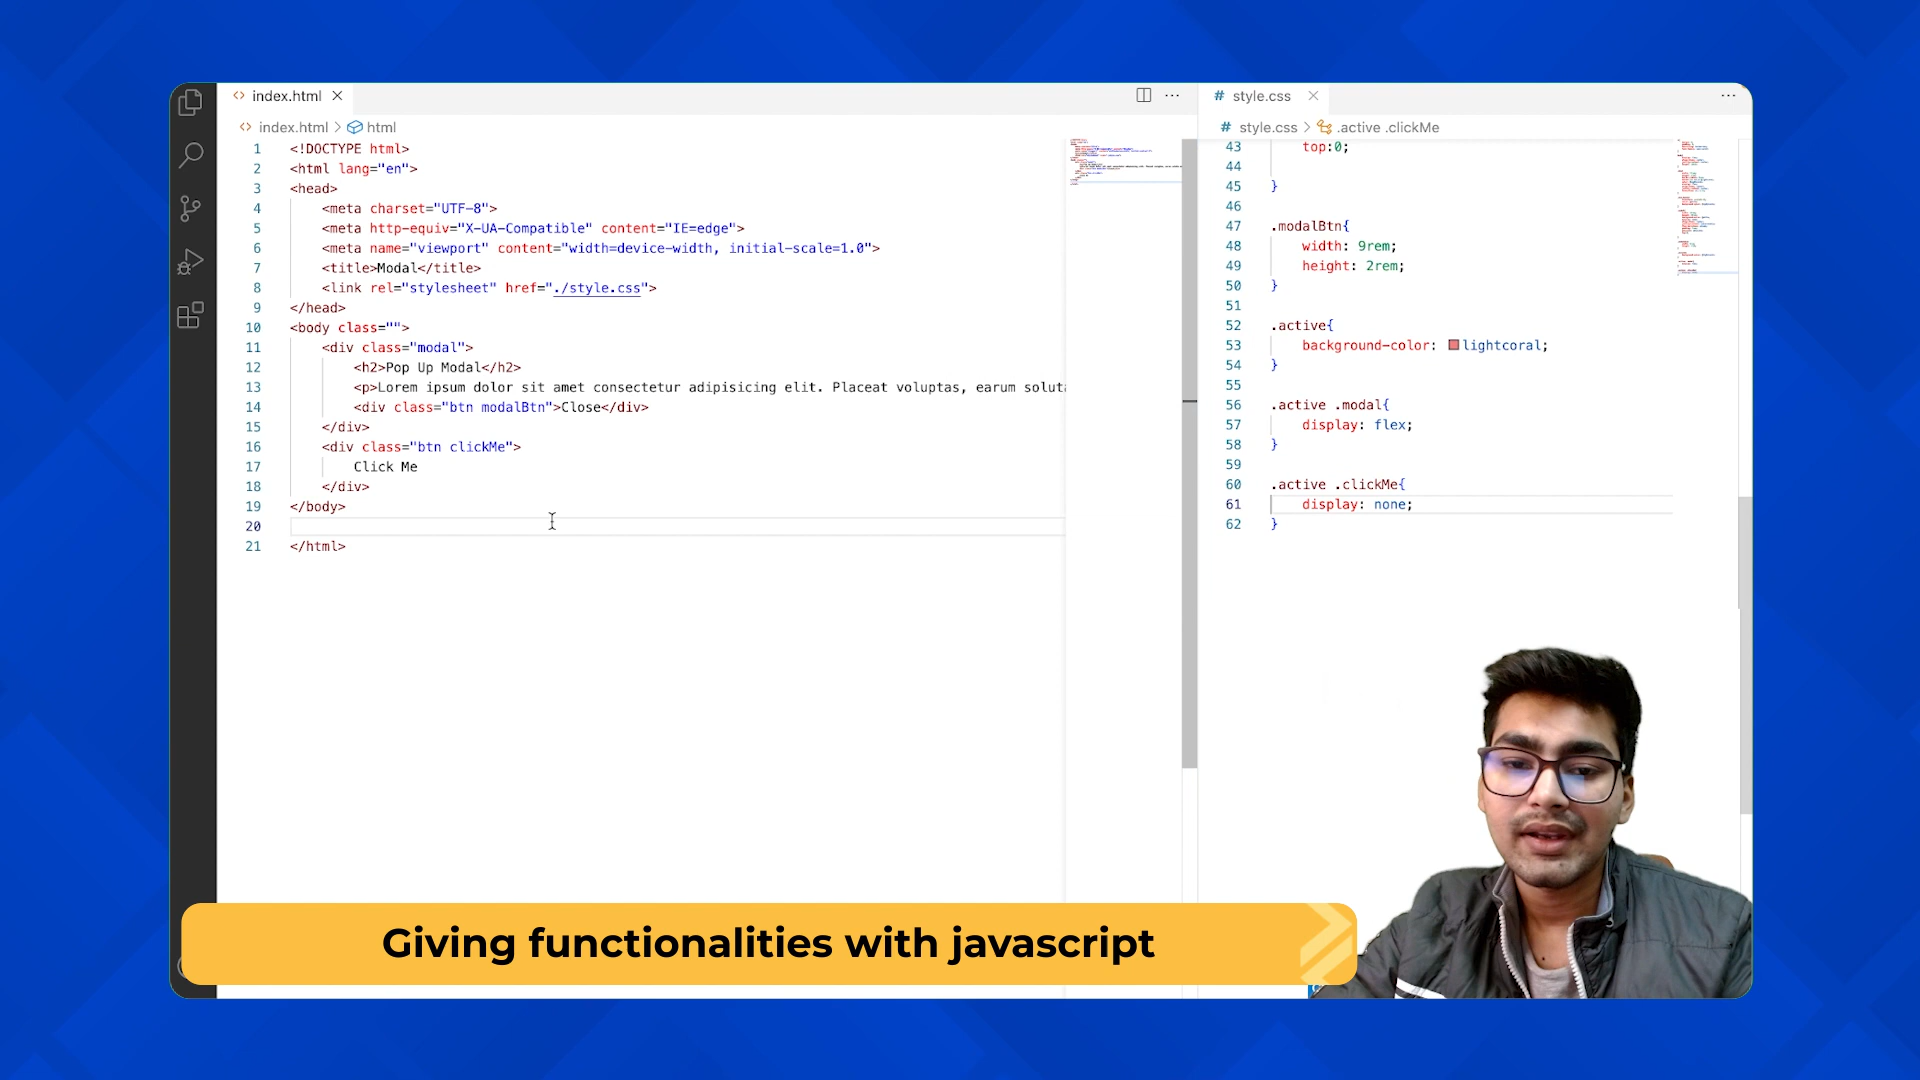 index.html
index.html > html
1 <!DOCTYPE html>
2 <html lang="en">
3 <head>
4 <meta charset="UTF-8">
5 <meta http-equiv="X-UA-Compatible" content="IE=edge">
6 <meta name="viewport" content="width=device-width, initial-scale=1.0">
7 <title>Modal</title>
8 <link rel="stylesheet" href="./style.css">
9 </head>
10 <body class="">
11 <div class="modal">
12 <h2>Pop Up Modal</h2>
13 <p>Lorem ipsum dolor sit amet consectetur adipisicing elit. Placeat voluptas, earum solut
14 <div class="btn modalBtn">Close</div>
15 </div>
16 <div class="btn clickMe">
17 Click Me
18 </div>
19 </body>
20
21 </html>
# style.css
# style.css > .active .clickMe
43 top:0;
44
45 }
46
47 .modalBtn{
48 width: 9rem;
49 height: 2rem;
50 }
51
52 .active{
53 background-color: lightcoral;
54 }
55
56 .active .modal{
57 display: flex;
58 }
59
60 .active .clickMe{
61 display: none;
62 }
Giving functionalities with javascript